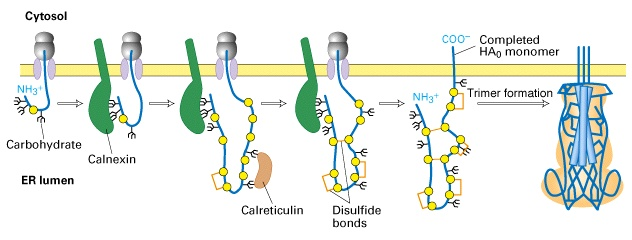 Cytosol
COO⁻
Completed
HA₀ monomer
NH₃⁺
NH₃⁺
Trimer formation
Carbohydrate
Calnexin
ER lumen
Calreticulin
Disulfide
bonds